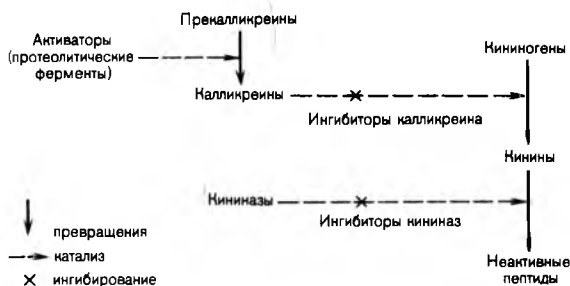 Прекалликреины
Активаторы
(протеолитические
ферменты)
Кининогены
Калликреины
Ингибиторы калликреина
Кинины
Кининазы
Ингибиторы кининаз
превращения
катализ
ингибирование
Неактивные
пептиды